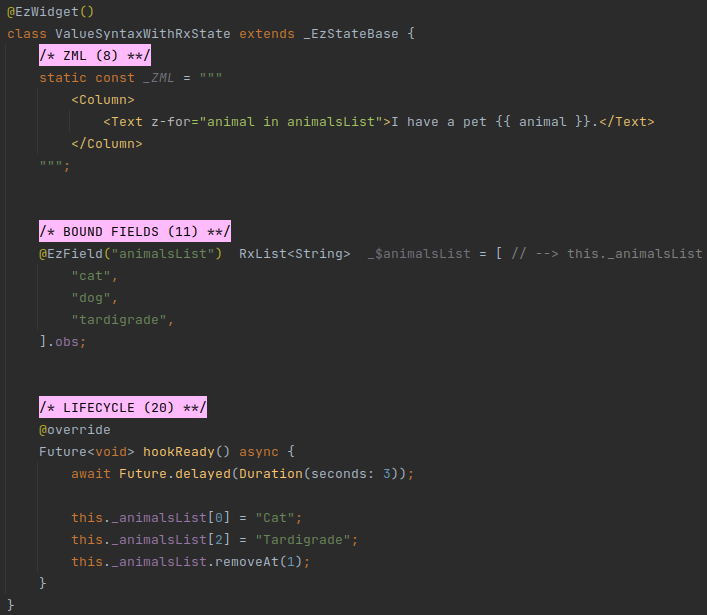 @EzWidget()
class ValueSyntaxWithRxState extends _EzStateBase {
/* ZML (8) **/
static const _ZML = """
<Column>
<Text z-for="animal in animalsList">I have a pet {{ animal }}.</Text>
</Column>
""";
/* BOUND FIELDS (11) **/
@EzField("animalsList")  RxList<String>  _$animalsList = [ // --> this._animalsList
"cat",
"dog",
"tardigrade",
].obs;
/* LIFECYCLE (20) **/
@override
Future<void> hookReady() async {
await Future.delayed(Duration(seconds: 3));
this._animalsList[0] = "Cat";
this._animalsList[2] = "Tardigrade";
this._animalsList.removeAt(1);
}
}